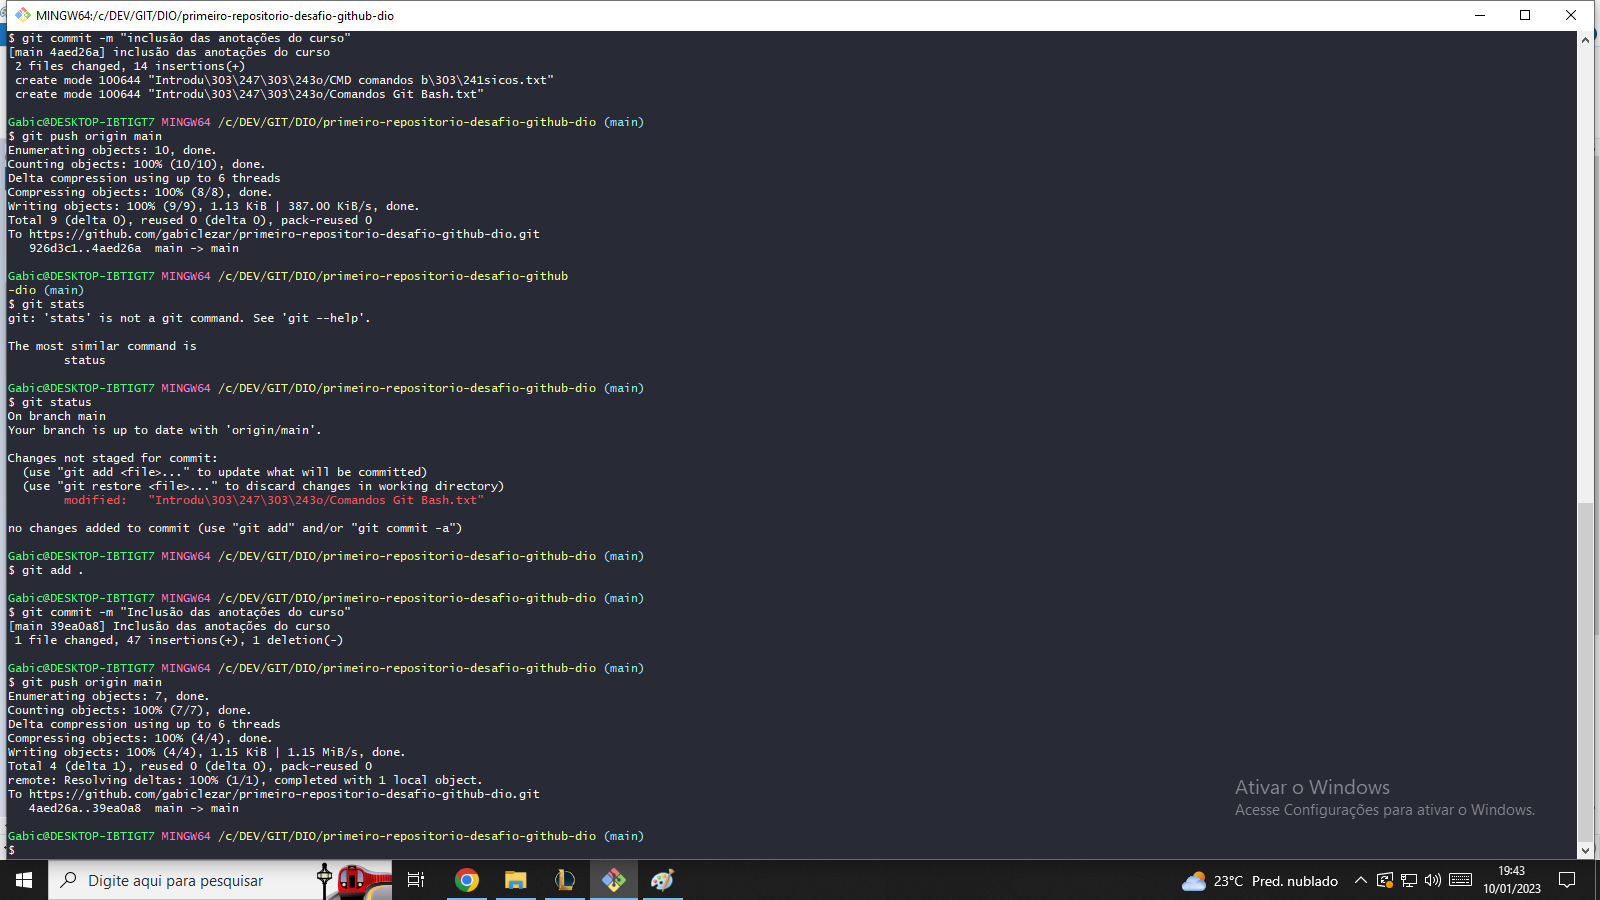 MINGW64:/c/DEV/GIT/DIO/primeiro-repositorio-desafio-github-dio
$ git commit -m "inclusão das anotações do curso"
[main 4aed26a] inclusão das anotações do curso
 2 files changed, 14 insertions(+)
 create mode 100644 "Introdu\303\247\303\243o/CMD comandos b\303\241sicos.txt"
 create mode 100644 "Introdu\303\247\303\243o/Comandos Git Bash.txt"
Gabic@DESKTOP-IBTIGT7 MINGW64 /c/DEV/GIT/DIO/primeiro-repositorio-desafio-github-dio (main)
$ git push origin main
Enumerating objects: 10, done.
Counting objects: 100% (10/10), done.
Delta compression using up to 6 threads
Compressing objects: 100% (8/8), done.
Writing objects: 100% (9/9), 1.13 KiB | 387.00 KiB/s, done.
Total 9 (delta 0), reused 0 (delta 0), pack-reused 0
To https://github.com/gabiclezar/primeiro-repositorio-desafio-github-dio.git
   926d3c1..4aed26a  main -> main
Gabic@DESKTOP-IBTIGT7 MINGW64 /c/DEV/GIT/DIO/primeiro-repositorio-desafio-github
-dio (main)
$ git stats
git: 'stats' is not a git command. See 'git --help'.
The most similar command is
        status
Gabic@DESKTOP-IBTIGT7 MINGW64 /c/DEV/GIT/DIO/primeiro-repositorio-desafio-github-dio (main)
$ git status
On branch main
Your branch is up to date with 'origin/main'.
Changes not staged for commit:
  (use "git add <file>..." to update what will be committed)
  (use "git restore <file>..." to discard changes in working directory)
        modified:   "Introdu\303\247\303\243o/Comandos Git Bash.txt"
no changes added to commit (use "git add" and/or "git commit -a")
Gabic@DESKTOP-IBTIGT7 MINGW64 /c/DEV/GIT/DIO/primeiro-repositorio-desafio-github-dio (main)
$ git add .
Gabic@DESKTOP-IBTIGT7 MINGW64 /c/DEV/GIT/DIO/primeiro-repositorio-desafio-github-dio (main)
$ git commit -m "Inclusão das anotações do curso"
[main 39ea0a8] Inclusão das anotações do curso
 1 file changed, 47 insertions(+), 1 deletion(-)
Gabic@DESKTOP-IBTIGT7 MINGW64 /c/DEV/GIT/DIO/primeiro-repositorio-desafio-github-dio (main)
$ git push origin main
Enumerating objects: 7, done.
Counting objects: 100% (7/7), done.
Delta compression using up to 6 threads
Compressing objects: 100% (4/4), done.
Writing objects: 100% (4/4), 1.15 KiB | 1.15 MiB/s, done.
Total 4 (delta 1), reused 0 (delta 0), pack-reused 0
remote: Resolving deltas: 100% (1/1), completed with 1 local object.
To https://github.com/gabiclezar/primeiro-repositorio-desafio-github-dio.git
   4aed26a..39ea0a8  main -> main
Gabic@DESKTOP-IBTIGT7 MINGW64 /c/DEV/GIT/DIO/primeiro-repositorio-desafio-github-dio (main)
$
Ativar o Windows
Acesse Configurações para ativar o Windows.
Digite aqui para pesquisar
23°C Pred. nublado
19:43
10/01/2023